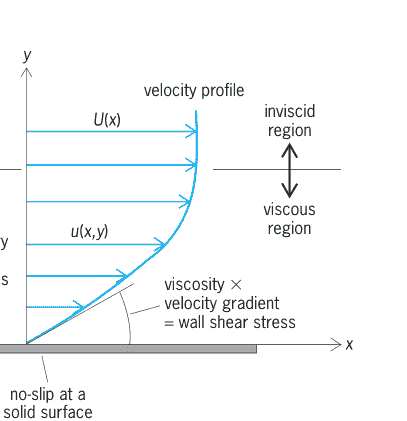 y
velocity profile
U(x)
inviscid
region
viscous
region
u(x,y)
y
s
viscosity ×
velocity gradient
= wall shear stress
x
no-slip at a
solid surface